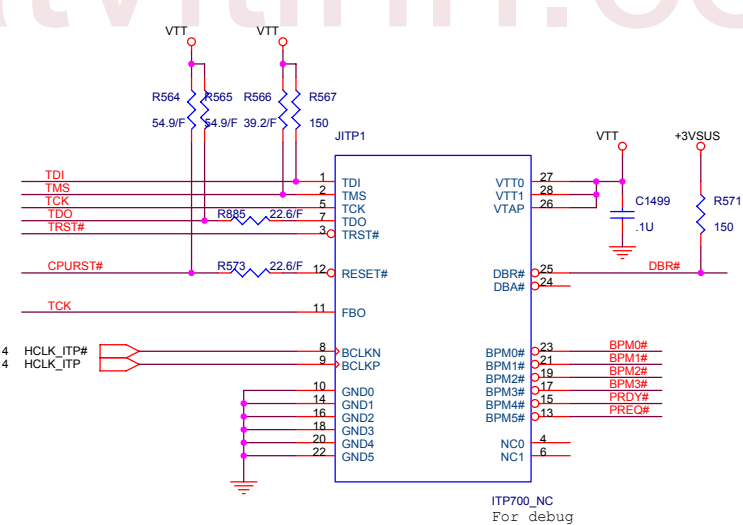 VTT VTT
R564 R565 R566 R567
54.9/F 54.9/F 39.2/F 150
JITP1
VTT +3VSUS
TDI 1 TDI VTT0 27
TMS 2 TMS VTT1 28
TCK 5 TCK VTAP 26
TDO R885 22.6/F 7 TDO
TRST# 3 TRST#
C1499 R571
.1U 150
CPURST# R573 22.6/F 12 RESET# DBR# 25 DBR#
DBA# 24
TCK 11 FBO
4 HCLK_ITP# 8 BCLKN BPM0# 23 BPM0#
4 HCLK_ITP 9 BCLKP BPM1# 21 BPM1#
BPM2# 19 BPM2#
10 GND0 BPM3# 17 BPM3#
14 GND1 BPM4# 15 PRDY#
16 GND2 BPM5# 13 PREQ#
18 GND3
20 GND4 NC0 4
22 GND5 NC1 6
ITP700_NC
For debug